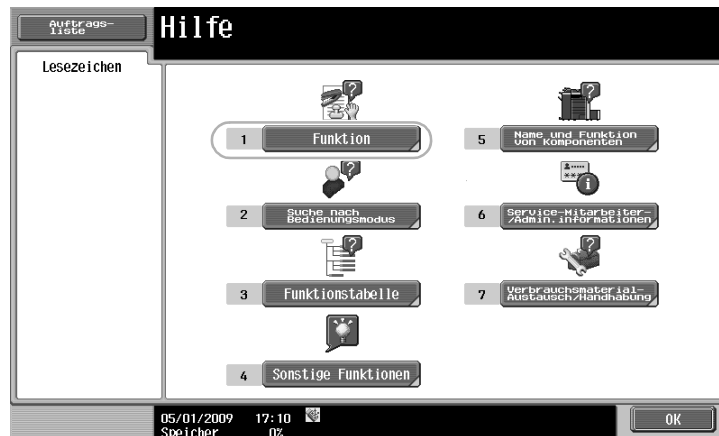 Auftrags-
liste
Hilfe
Lesezeichen
1 Funktion
2 Suche nach
Bedienungsmodus
3 Funktionstabelle
4 Sonstige Funktionen
5 Name und Funktion
von Komponenten
6 Service-Mitarbeiter-
/Admin.informationen
7 Verbrauchsmaterial-
Austausch/Handhabung
05/01/2009 17:10
Speicher 0%
OK